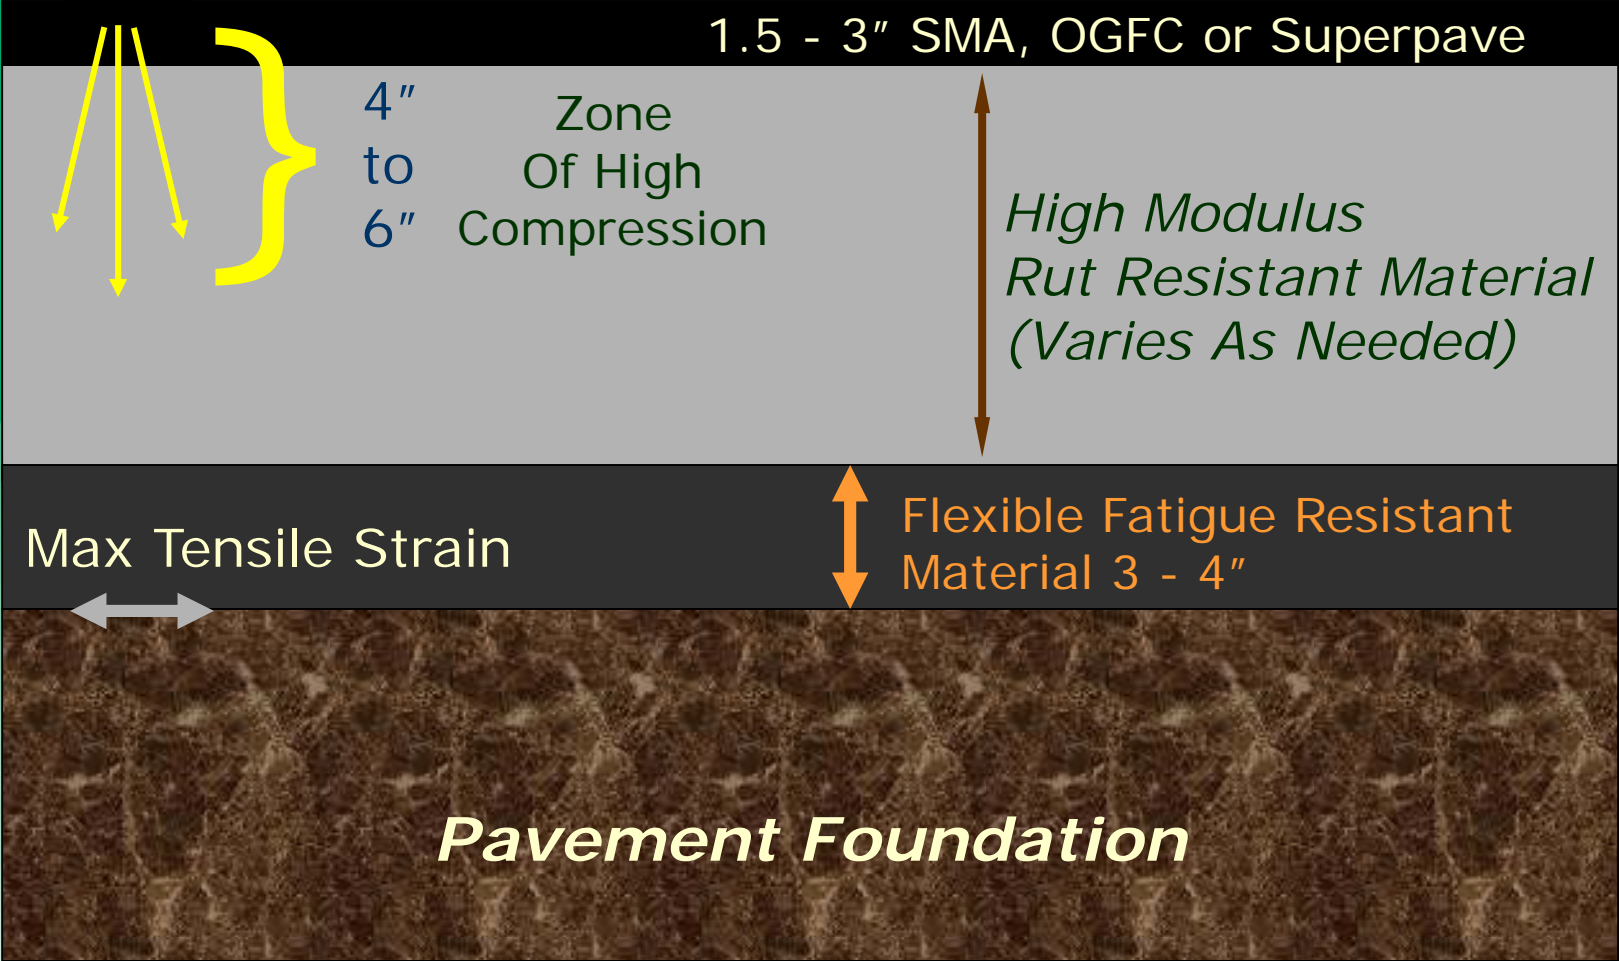 1.5 - 3″ SMA, OGFC or Superpave
4″
to
6″
Zone
Of High
Compression
High Modulus
Rut Resistant Material
(Varies As Needed)
Max Tensile Strain
Flexible Fatigue Resistant
Material 3 - 4″
Pavement Foundation